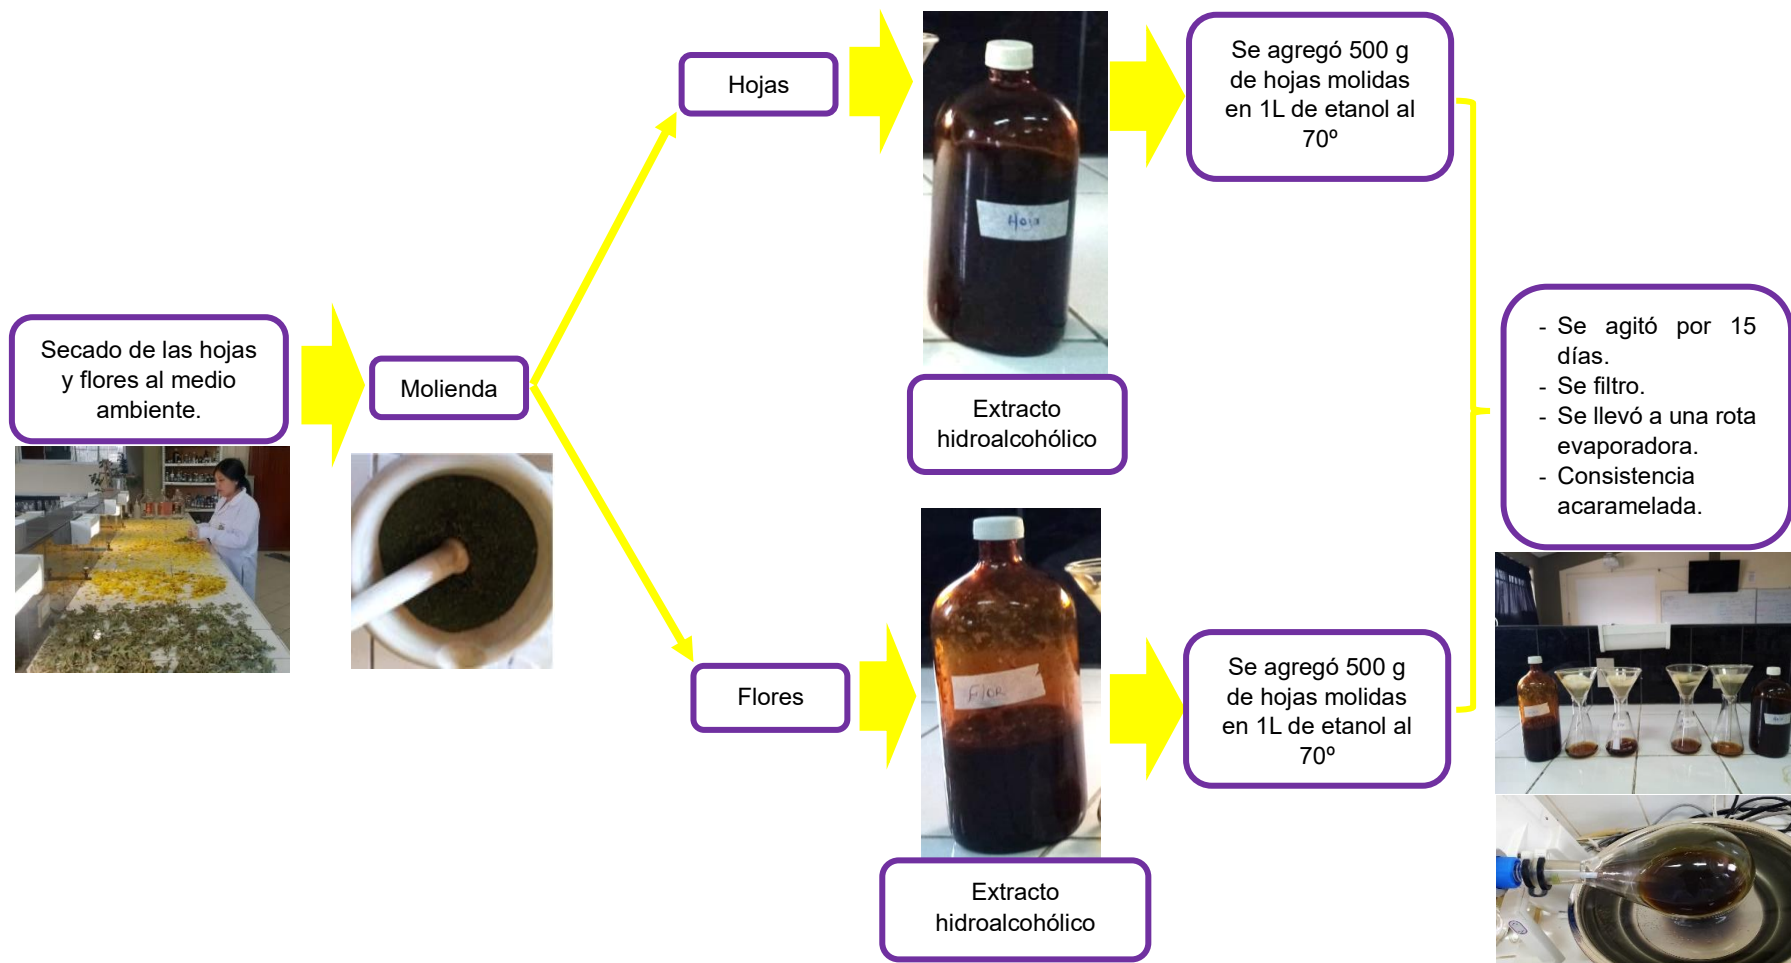 Secado de las hojas
y flores al medio
ambiente.
Molienda
Hojas
Hoja
Extracto
hidroalcohólico
Se agregó 500 g
de hojas molidas
en 1L de etanol al
70º
Flores
Flor
Extracto
hidroalcohólico
Se agregó 500 g
de hojas molidas
en 1L de etanol al
70º
- Se agitó por 15
días.
- Se filtro.
- Se llevó a una rota
evaporadora.
- Consistencia
acaramelada.